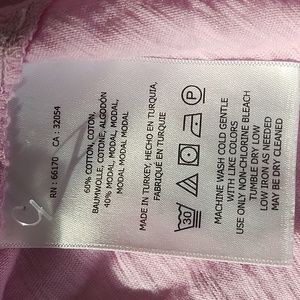 RN : 66170 CA : 32054
60% COTTON, COTON,
BAUMWOLLE, COTONE, ALGODÓN
40% MODAL, MODAL, MODAL,
MODAL, MODAL, MODAL
MADE IN TURKEY, HECHO EN TURQUIA,
FABRIQUÉ EN TURQUIE
30
MACHINE WASH COLD GENTLE
WITH LIKE COLORS
USE ONLY NON-CHLORINE BLEACH
TUMBLE DRY LOW
LOW IRON AS NEEDED
MAY BE DRY CLEANED